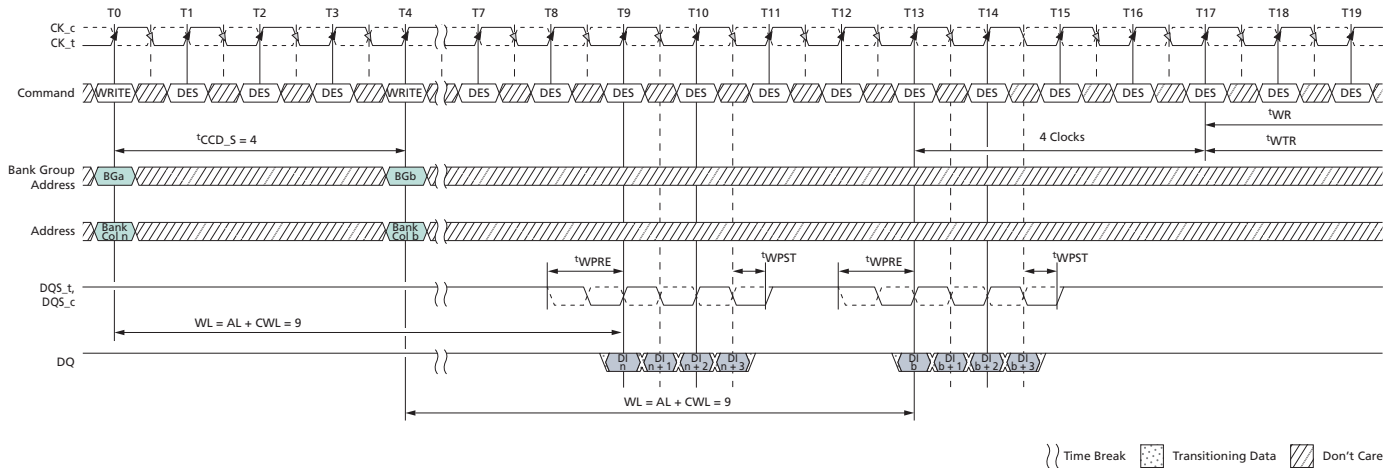 T0 T1 T2 T3 T4 T7 T8 T9 T10 T11 T12 T13 T14 T15 T16 T17 T18 T19
CK_c
CK_t
Command WRITE DES DES DES WRITE DES DES DES DES DES DES DES DES DES DES DES DES DES
tWR
tCCD_S = 4
4 Clocks
tWTR
Bank Group
Address
BGa BGb
Address
Bank
Col n
Bank
Col b
tWPRE tWPST tWPRE tWPST
DQS_t,
DQS_c
WL = AL + CWL = 9
DQ
DI
n
DI
n + 1
DI
n + 2
DI
n + 3
DI
b
DI
b + 1
DI
b + 2
DI
b + 3
WL = AL + CWL = 9
Time Break Transitioning Data Don't Care